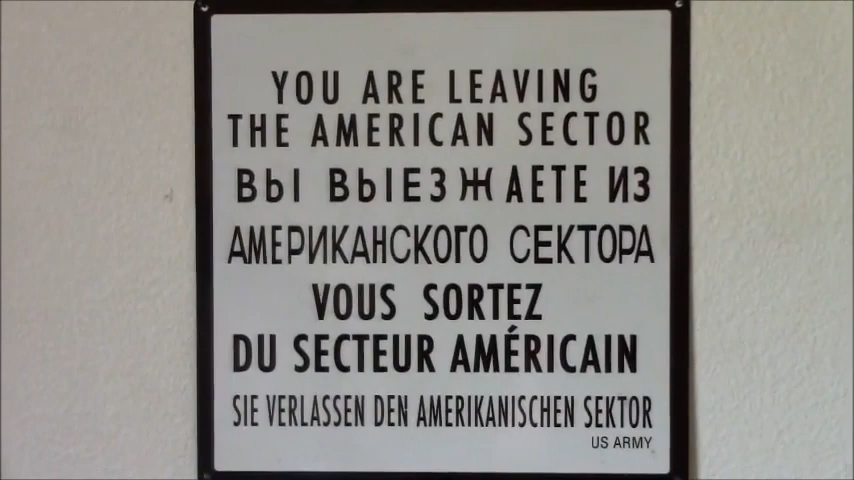 YOU ARE LEAVING
THE AMERICAN SECTOR
ВЫ ВЫЕЗЖАЕТЕ ИЗ
АМЕРИКАНСКОГО СЕКТОРА
VOUS SORTEZ
DU SECTEUR AMÉRICAIN
SIE VERLASSEN DEN AMERIKANISCHEN SEKTOR
US ARMY